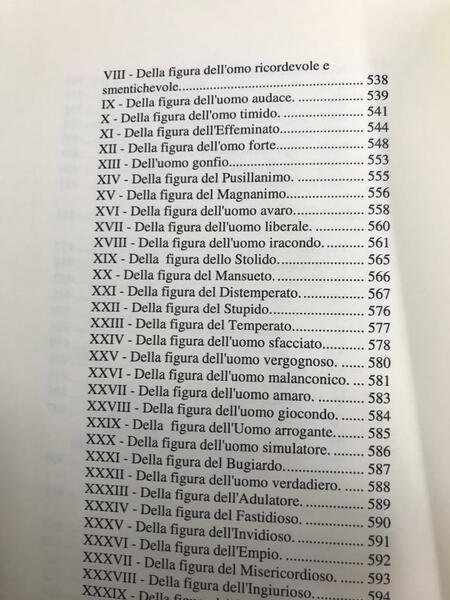 VIII - Della figura dell'omo ricordevole e
smentichevole.................................................. 538
IX - Della figura dell'uomo audace. ................. 539
X - Della figura dell'omo timido. ..................... 541
XI - Della figura dell'Effeminato ..................... 544
XII - Della figura dell'omo forte....................... 548
XIII - Dell'uomo gonfio................................... 553
XIV - Della figura del Pusillanimo. .................. 555
XV - Della figura del Magnanimo.................... 556
XVI - Della figura dell'uomo avaro.................. 558
XVII - Della figura dell'uomo liberale. ............ 560
XVIII - Della figura dell'uomo iracondo........... 561
XIX - Della figura dello Stolido...................... 565
XX - Della figura del Mansueto. ...................... 566
XXI - Della figura del Distemperato. ............... 567
XXII - Della figura del Stupido........................ 576
XXIII - Della figura del Temperato .................. 577
XXIV - Della figura dell'uomo sfacciato .......... 578
XXV - Della figura dell'uomo vergognoso. ...... 580
XXVI - Della figura dell'uomo malanconico. ... 581
XXVII - Della figura dell'uomo amaro. ............ 583
XXVIII - Della figura dell'uomo giocondo. ...... 584
XXIX - Della figura dell'Uomo arrogante......... 585
XXX - Della figura dell'uomo simulatore. ........ 586
XXXI - Della figura del Bugiardo..................... 587
XXXII - Della figura dell'uomo verdadiero. ..... 588
XXXIII - Della figura dell'Adulatore................ 589
XXXIV - Della figura del Fastidioso. ............... 590
XXXV - Della figura dell'Invidioso. ................ 591
XXXVI - Della figura dell'Empio. ................... 592
XXXVII - Della figura del Misericordioso. ...... 593
XXXVIII - Della figura dell'Ingiurioso. ........... 594
XXXIX